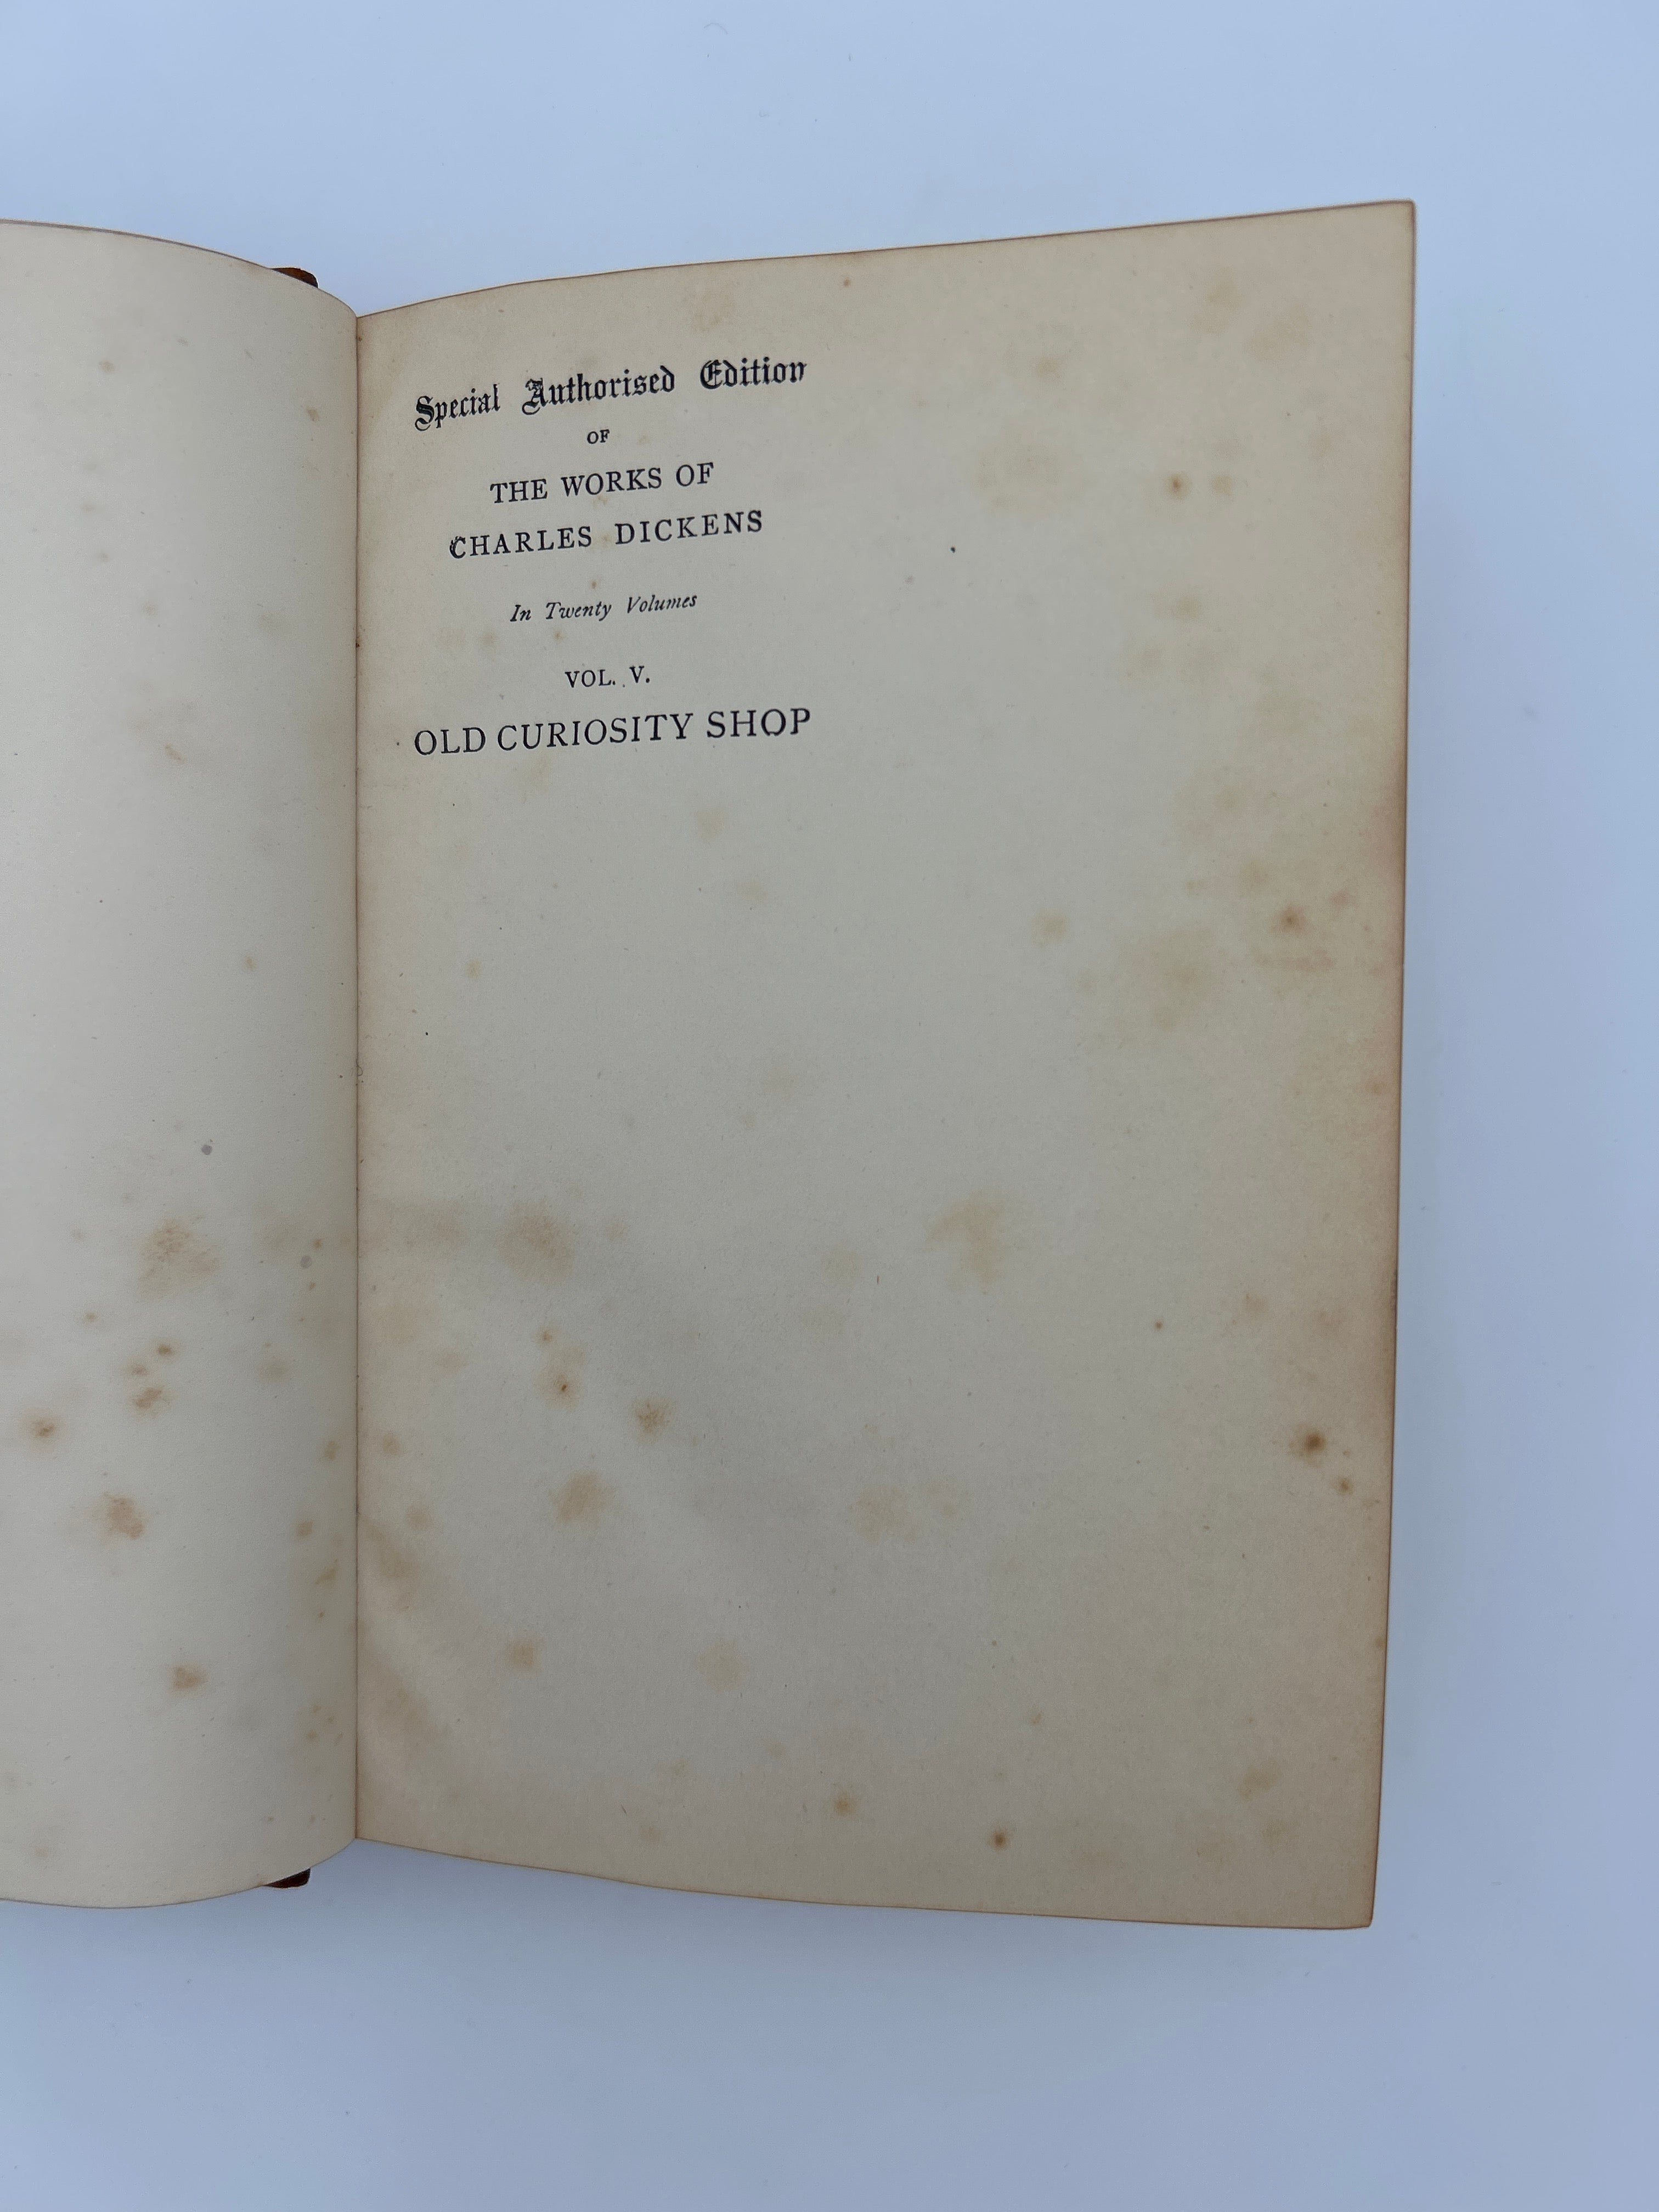 Special Authorised Edition
OF
THE WORKS OF
CHARLES DICKENS
In Twenty Volumes
VOL. V.
OLD CURIOSITY SHOP